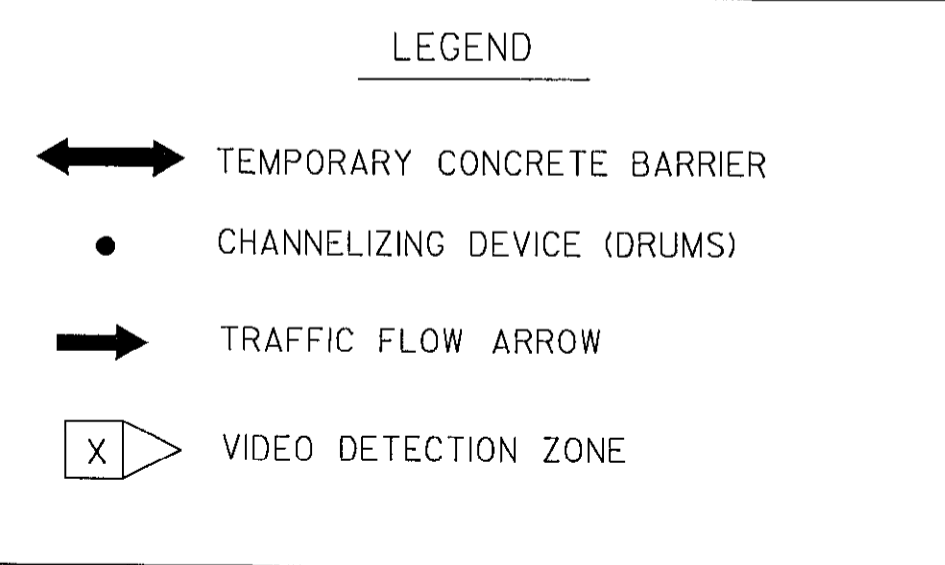 LEGEND
TEMPORARY CONCRETE BARRIER
CHANNELIZING DEVICE (DRUMS)
TRAFFIC FLOW ARROW
X VIDEO DETECTION ZONE